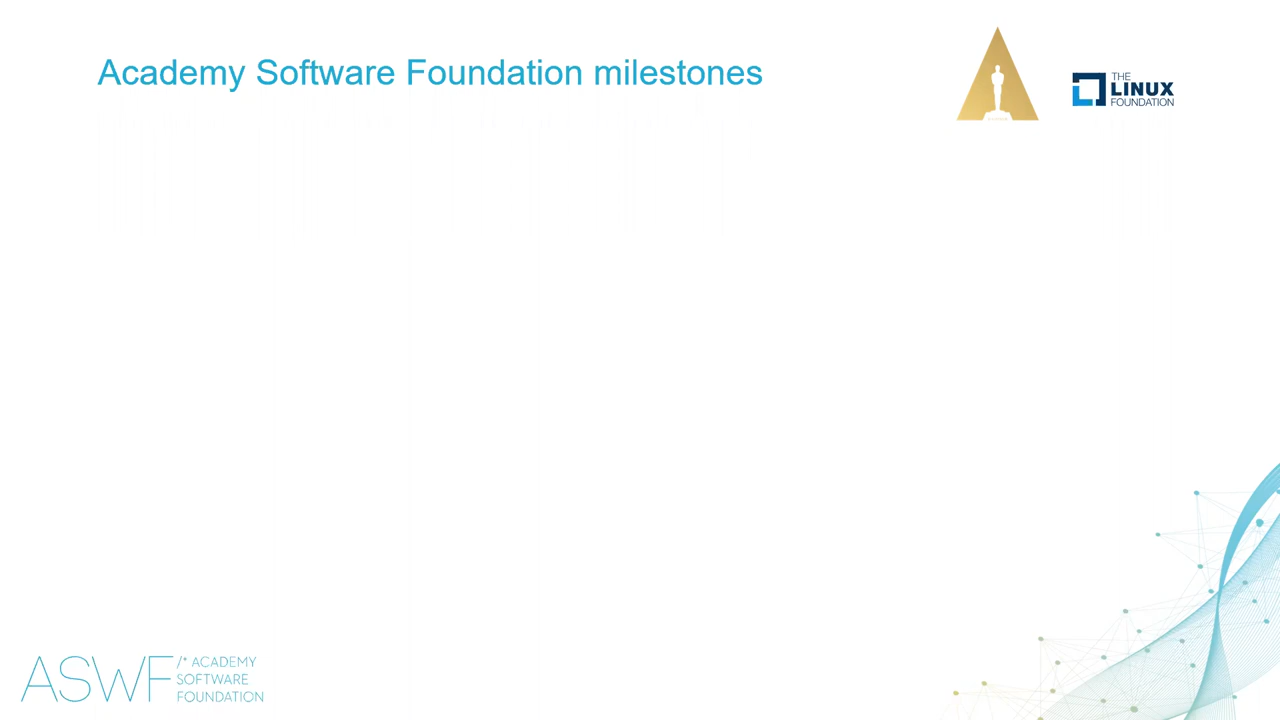 Academy Software Foundation milestones
THE
LINUX
FOUNDATION
ASWF /* ACADEMY
SOFTWARE
FOUNDATION